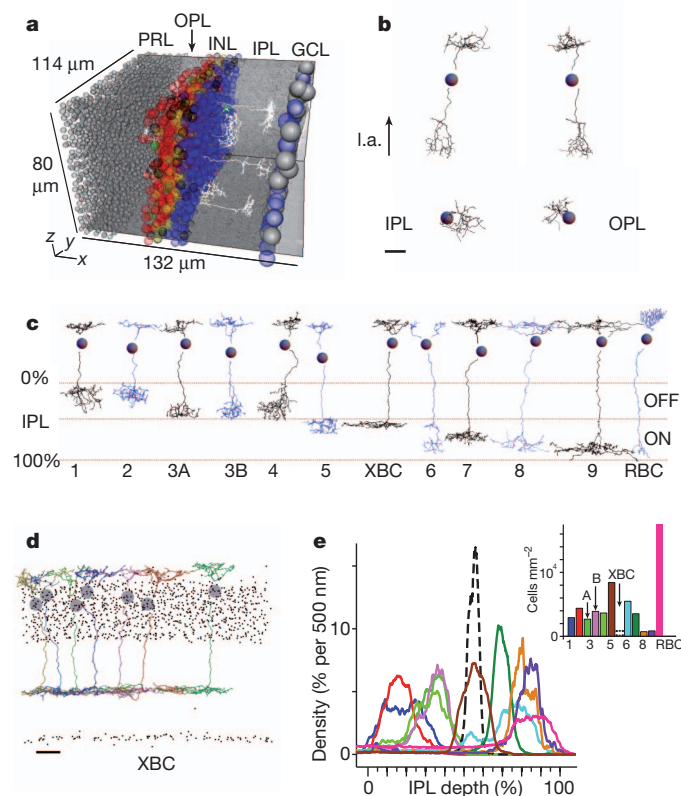 a
OPL
PRL INL IPL GCL
114 µm
80
µm
z y
x
132 µm
b
l.a.
IPL OPL
c
0%
OFF
IPL
ON
100%
1 2 3A 3B 4 5 XBC 6 7 8 9 RBC
d
XBC
e
Density (% per 500 nm)
10
0
0 IPL depth (%) 100
Cells mm⁻²
10⁴
0
A B XBC
1 3 5 6 8 RBC